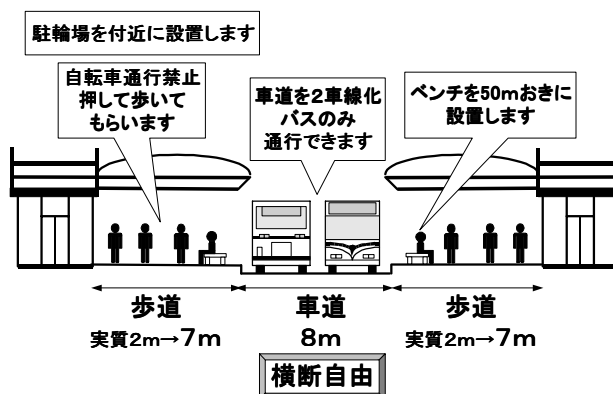 駐輪場を付近に設置します
自転車通行禁止
押して歩いて
もらいます
車道を2車線化
バスのみ
通行できます
ベンチを50mおきに
設置します
歩道
実質2m→7m
車道
8m
歩道
実質2m→7m
横断自由